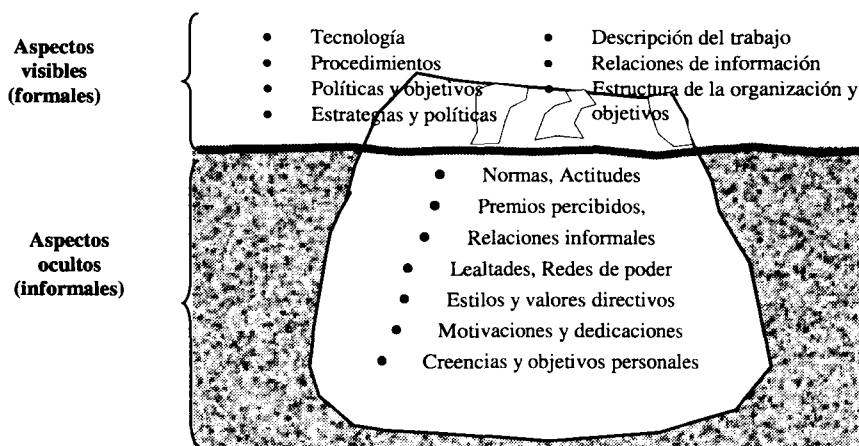 Aspectos
visibles
(formales)
• Tecnología
• Procedimientos
• Políticas y objetivos
• Estrategias y políticas
• Descripción del trabajo
• Relaciones de información
• Estructura de la organización y
objetivos
Aspectos
ocultos
(informales)
• Normas, Actitudes
• Premios percibidos,
• Relaciones informales
• Lealtades, Redes de poder
• Estilos y valores directivos
• Motivaciones y dedicaciones
• Creencias y objetivos personales